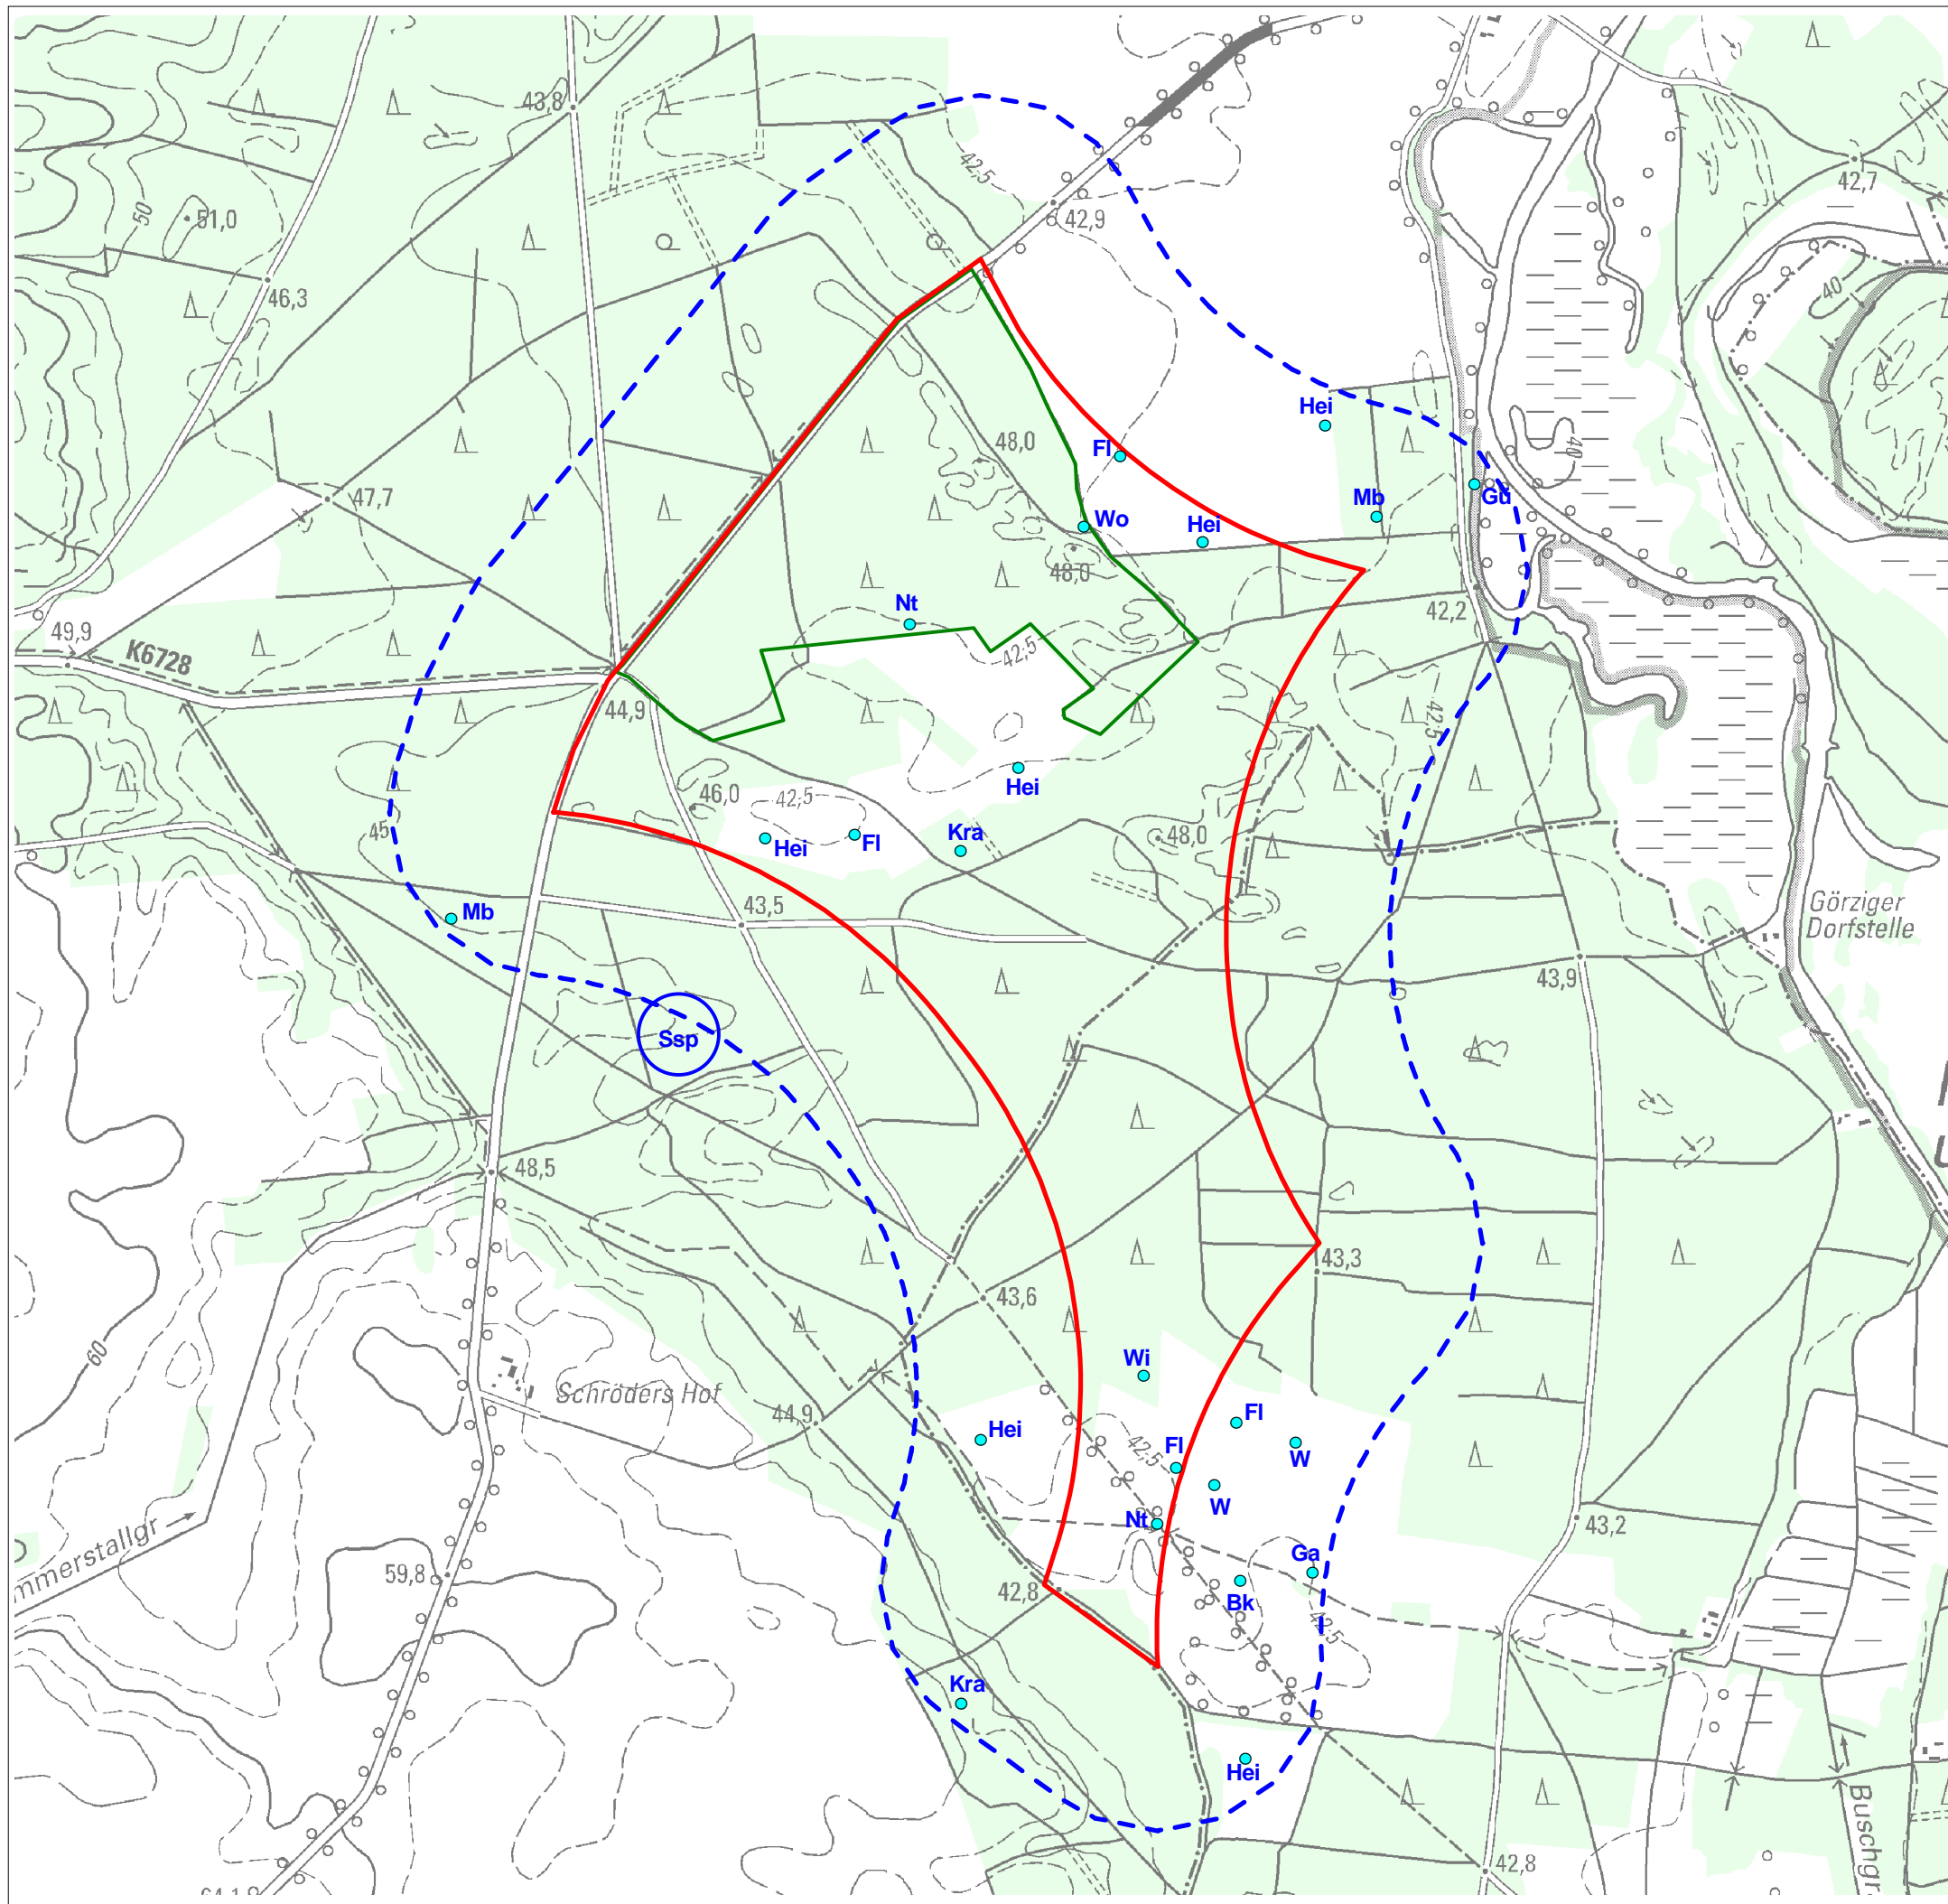 43,8
42,5
42,7
50
51,0
42,9
46,3
40
Hei
48,0
Fl
40
47,7
Mb
Gü
Wo
Hei
48,0
Nt
42,2
49,9
K6728
42,5
44,9
42,5
Hei
46,0
42,5
45
Hei
Fl
Kra
48,0
Mb
43,5
Görziger
Dorfstelle
43,9
Ssp
48,5
43,3
43,6
60
Wi
Schröders Hof
44,9
Hei
Fl
Fl
42,5
W
W
mmerstallgr
Nt
43,2
59,8
Ga
42,8
Bk
42,5
Kra
Hei
Buschgr
42,8